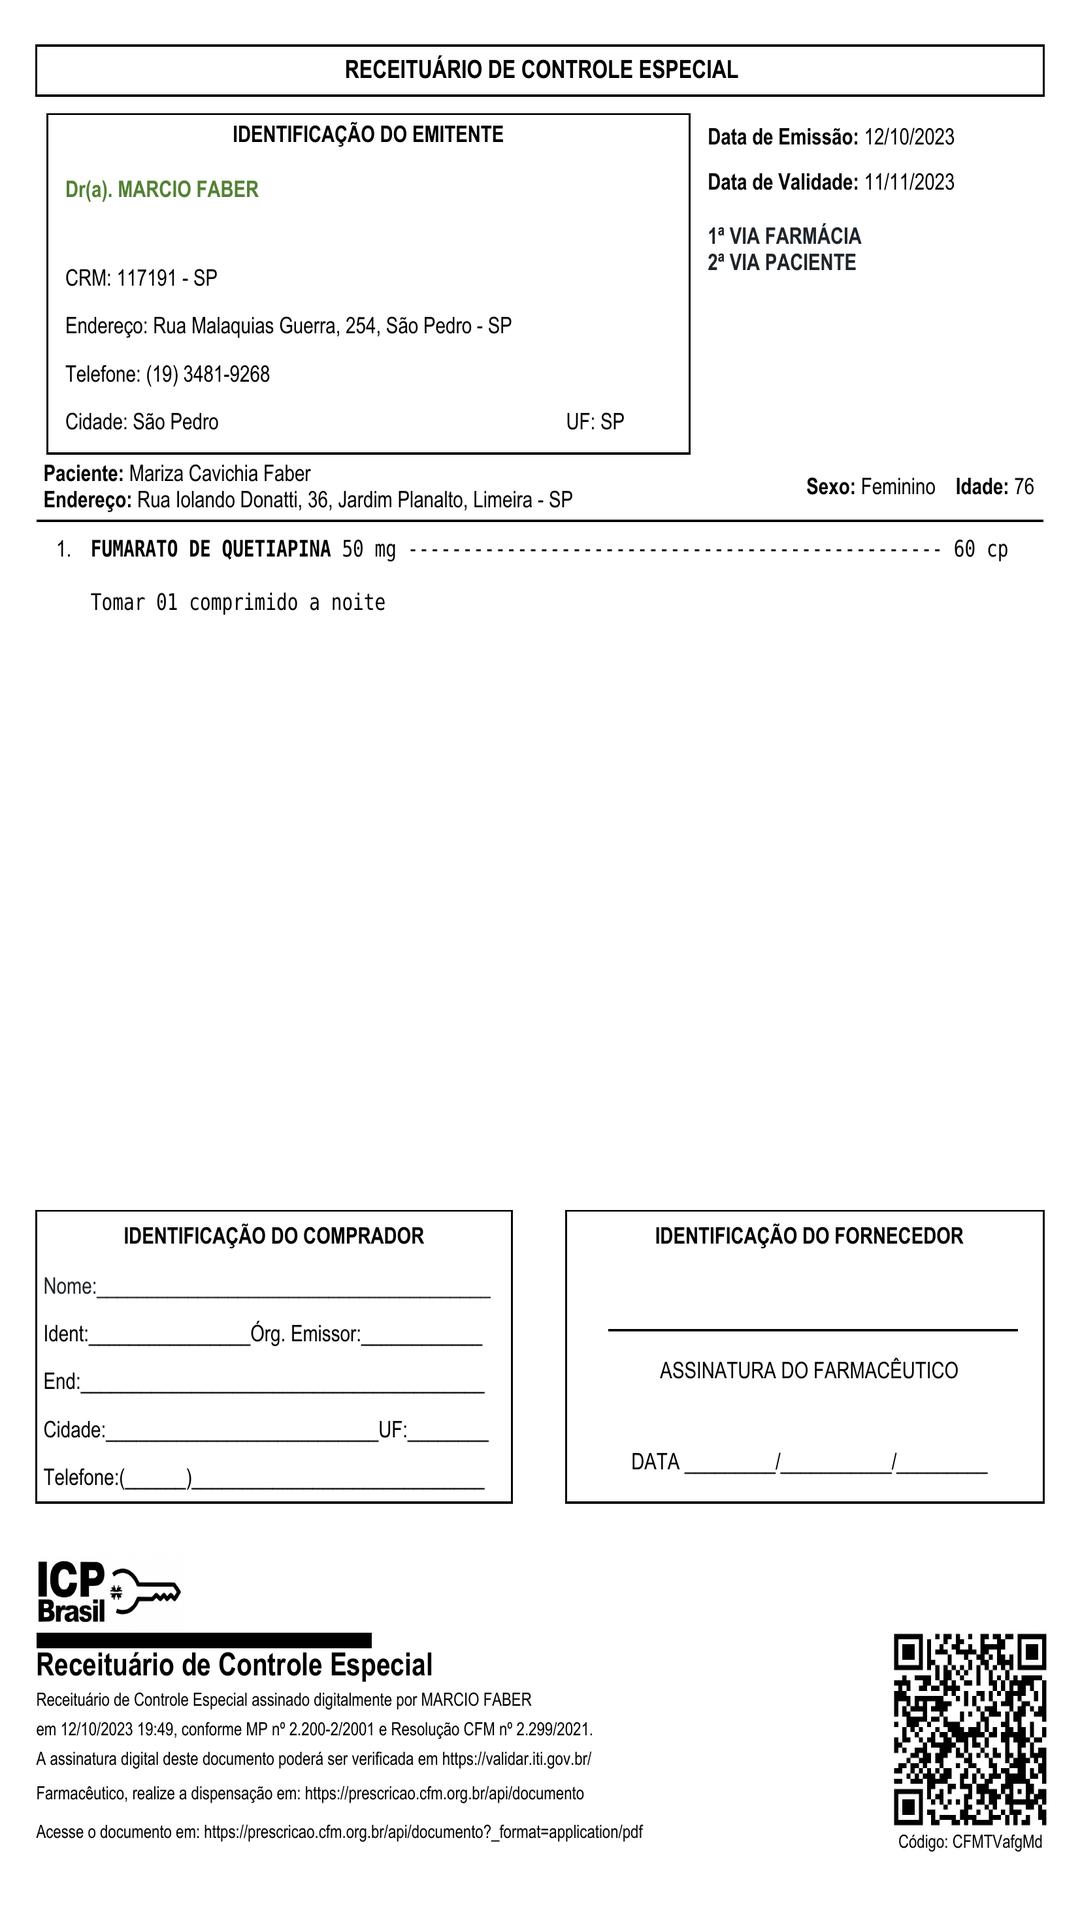 RECEITUÁRIO DE CONTROLE ESPECIAL
IDENTIFICAÇÃO DO EMITENTE
Dr(a). MARCIO FABER
CRM: 117191 - SP
Endereço: Rua Malaquias Guerra, 254, São Pedro - SP
Telefone: (19) 3481-9268
Cidade: São Pedro UF: SP
Data de Emissão: 12/10/2023
Data de Validade: 11/11/2023
1ª VIA FARMÁCIA
2ª VIA PACIENTE
Paciente: Mariza Cavichia Faber
Endereço: Rua Iolando Donatti, 36, Jardim Planalto, Limeira - SP
Sexo: Feminino Idade: 76
1. FUMARATO DE QUETIAPINA 50 mg ------------------------------------------------- 60 cp
Tomar 01 comprimido a noite
IDENTIFICAÇÃO DO COMPRADOR
Nome:_______________________________________
Ident:________________Órg. Emissor:____________
End:________________________________________
Cidade:___________________________UF:________
Telefone:(______)_____________________________
IDENTIFICAÇÃO DO FORNECEDOR
ASSINATURA DO FARMACÊUTICO
DATA _________/___________/_________
ICP
Brasil
Receituário de Controle Especial
Receituário de Controle Especial assinado digitalmente por MARCIO FABER
em 12/10/2023 19:49, conforme MP nº 2.200-2/2001 e Resolução CFM nº 2.299/2021.
A assinatura digital deste documento poderá ser verificada em https://validar.iti.gov.br/
Farmacêutico, realize a dispensação em: https://prescricao.cfm.org.br/api/documento
Acesse o documento em: https://prescricao.cfm.org.br/api/documento?_format=application/pdf
Código: CFMTVafgMd